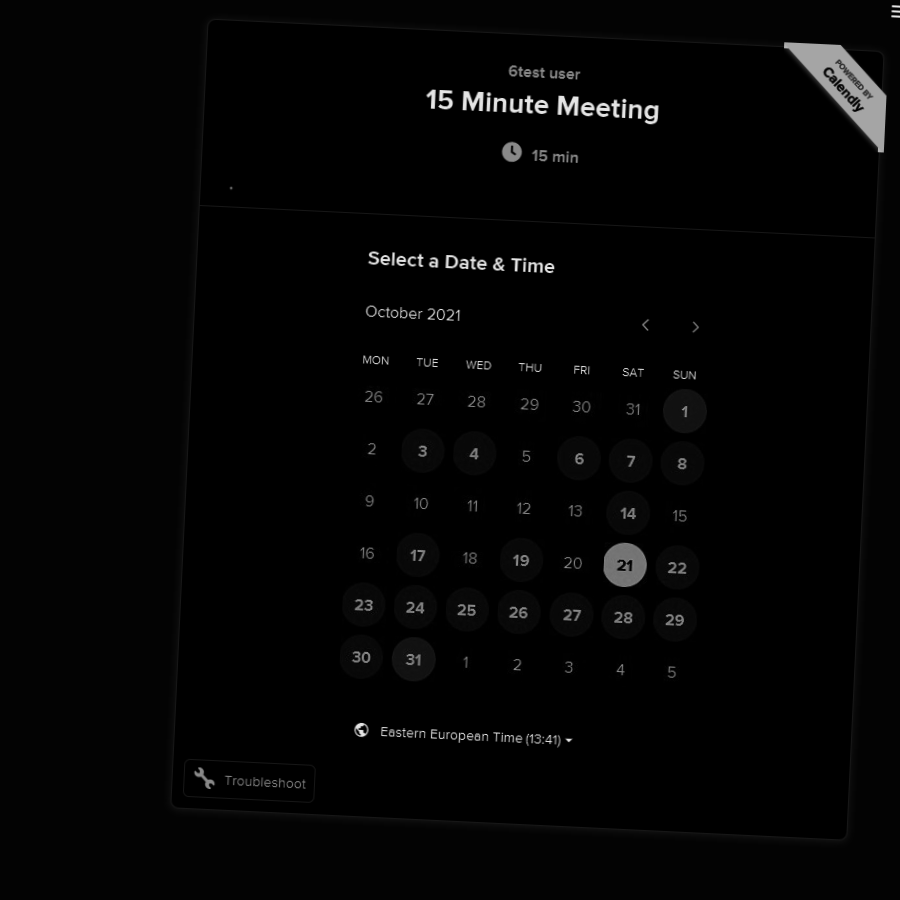 6test user
15 Minute Meeting
15 min
POWERED BY
Calendly
Select a Date & Time
October 2021
MON TUE WED THU FRI SAT SUN
26 27 28 29 30 31 1
2 3 4 5 6 7 8
9 10 11 12 13 14 15
16 17 18 19 20 21 22
23 24 25 26 27 28 29
30 31 1 2 3 4 5
Eastern European Time (13:41)
Troubleshoot